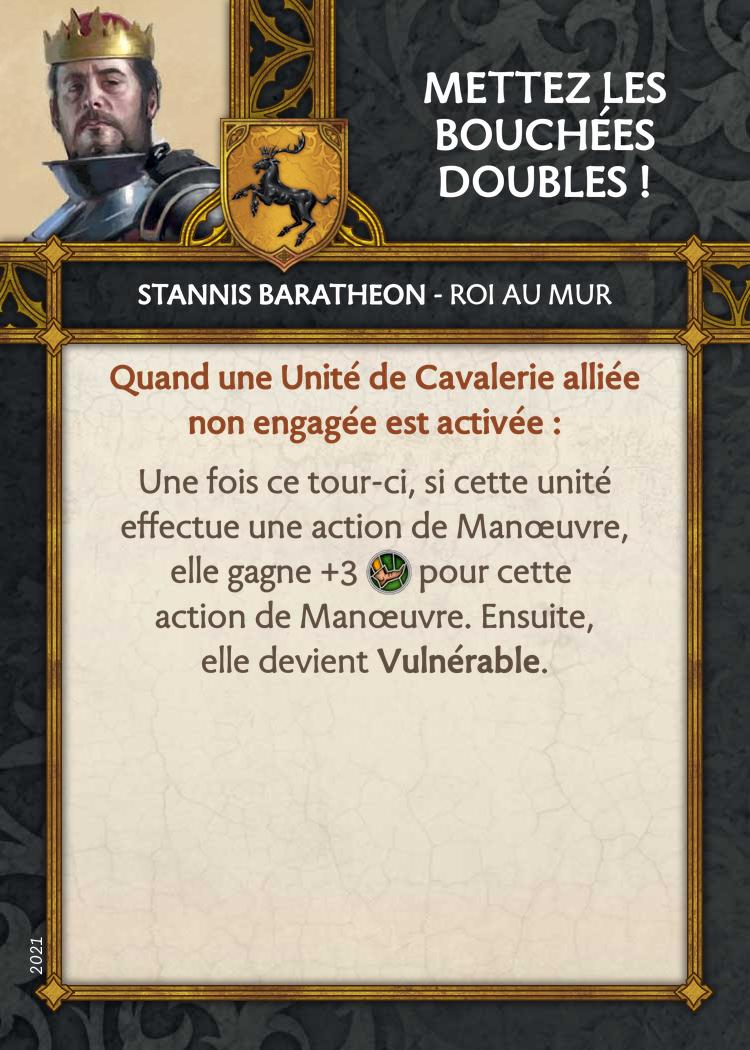 METTEZ LES
BOUCHÉES
DOUBLES !
STANNIS BARATHEON - ROI AU MUR
Quand une Unité de Cavalerie alliée
non engagée est activée :
Une fois ce tour-ci, si cette unité
effectue une action de Manœuvre,
elle gagne +3 pour cette
action de Manœuvre. Ensuite,
elle devient Vulnérable.
2021